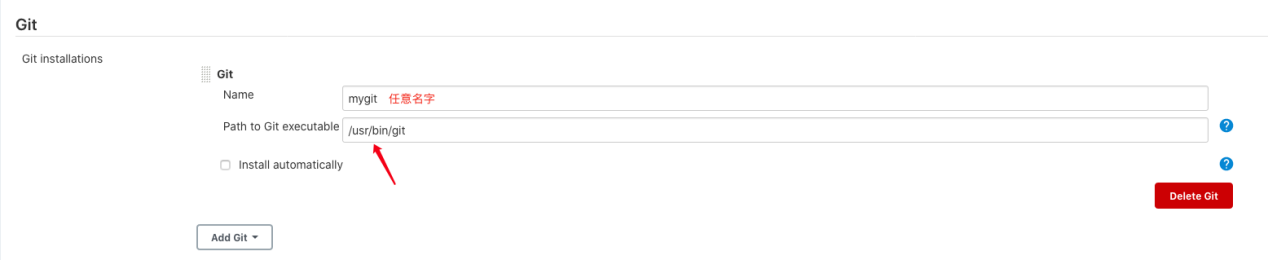 Git
Git installations
Git
Name
mygit 任意名字
Path to Git executable
/usr/bin/git
Install automatically
Delete Git
Add Git